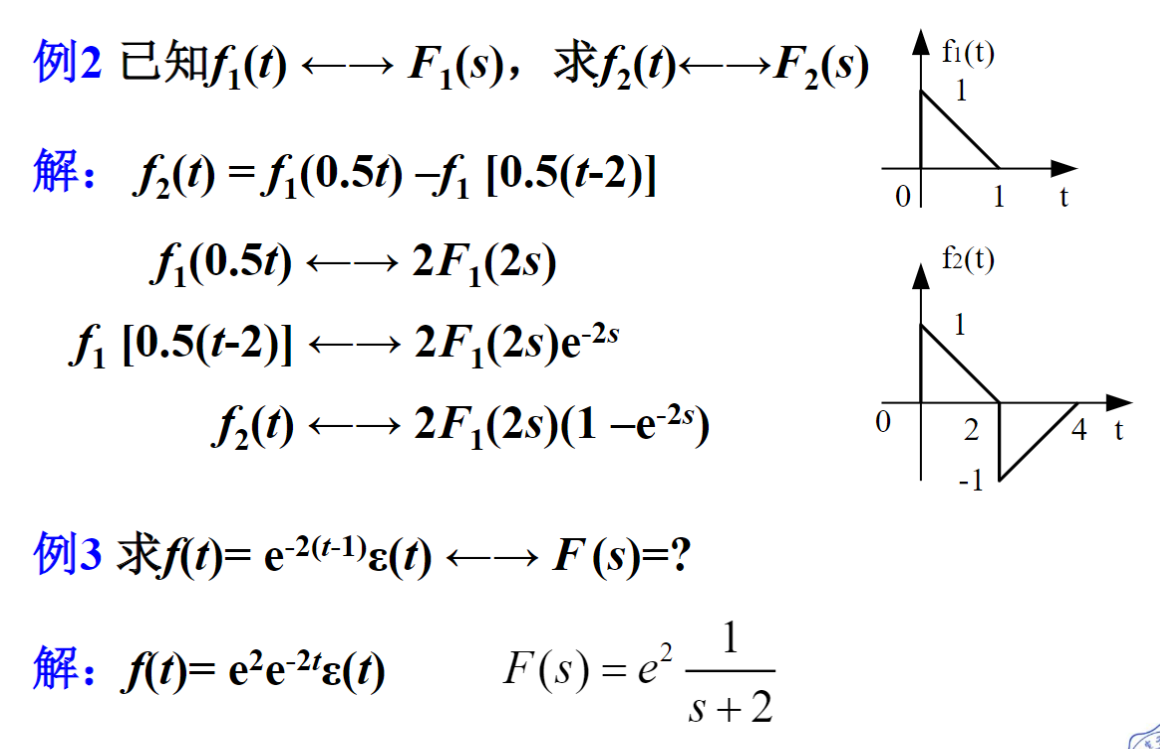 例2 已知f₁(t) ←→ F₁(s)，求f₂(t)←→F₂(s)
解： f₂(t) = f₁(0.5t) –f₁ [0.5(t-2)]
f₁(0.5t) ←→ 2F₁(2s)
f₁ [0.5(t-2)] ←→ 2F₁(2s)e^{-2s}
f₂(t) ←→ 2F₁(2s)(1 –e^{-2s})
f1(t)
1
0 1 t
f2(t)
1
0 2 4 t
-1
例3 求f(t)= e^{-2(t-1)}ε(t) ←→ F (s)=?
解：f(t)= e²e^{-2t}ε(t) F(s) = e² \frac{1}{s+2}